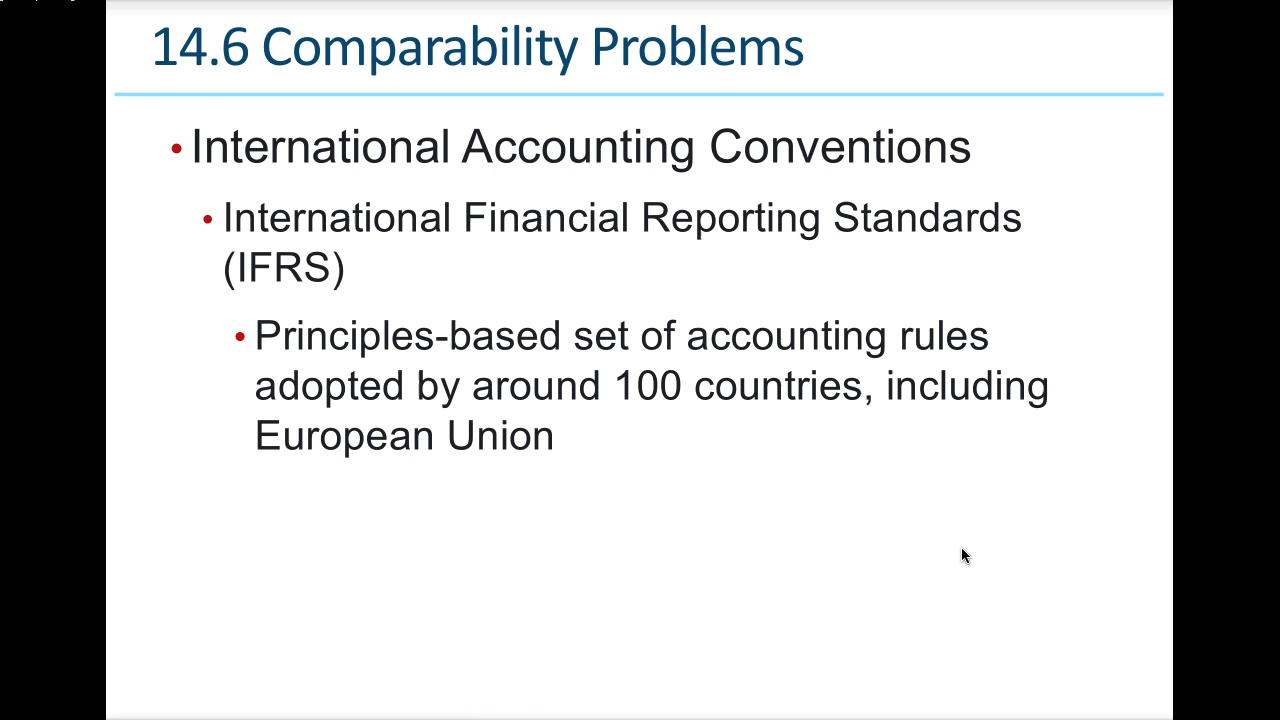 14.6 Comparability Problems
• International Accounting Conventions
• International Financial Reporting Standards
(IFRS)
• Principles-based set of accounting rules
adopted by around 100 countries, including
European Union